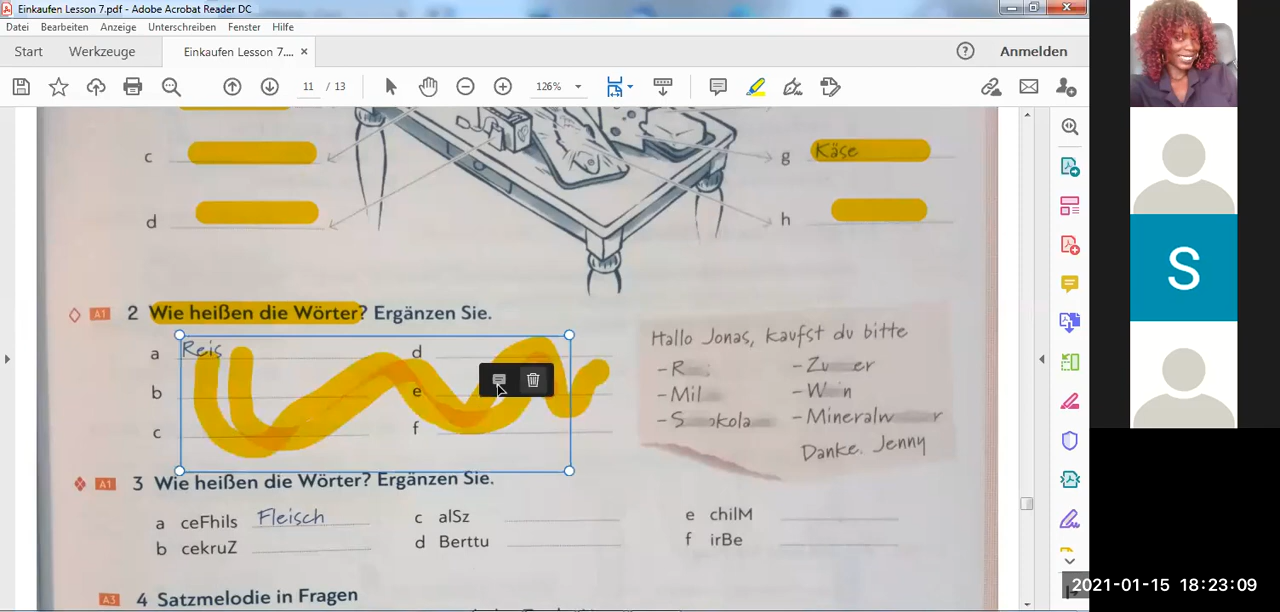 Einkaufen Lesson 7.pdf - Adobe Acrobat Reader DC
Datei Bearbeiten Anzeige Unterschreiben Fenster Hilfe
Start Werkzeuge Einkaufen Lesson 7.... × ? Anmelden
11 / 13 126%
c
g Käse
d
h
A1 2 Wie heißen die Wörter? Ergänzen Sie.
a Reis d
b e
c f
Hallo Jonas, kaufst du bitte
- R - Zu er
- Mil - W n
- S okola - Mineralw r
Danke. Jenny
A1 3 Wie heißen die Wörter? Ergänzen Sie.
a ceFhils Fleisch c alSz e chilM
b cekruZ d Berttu f irBe
A3 4 Satzmelodie in Fragen
S
2021-01-15 18:23:09